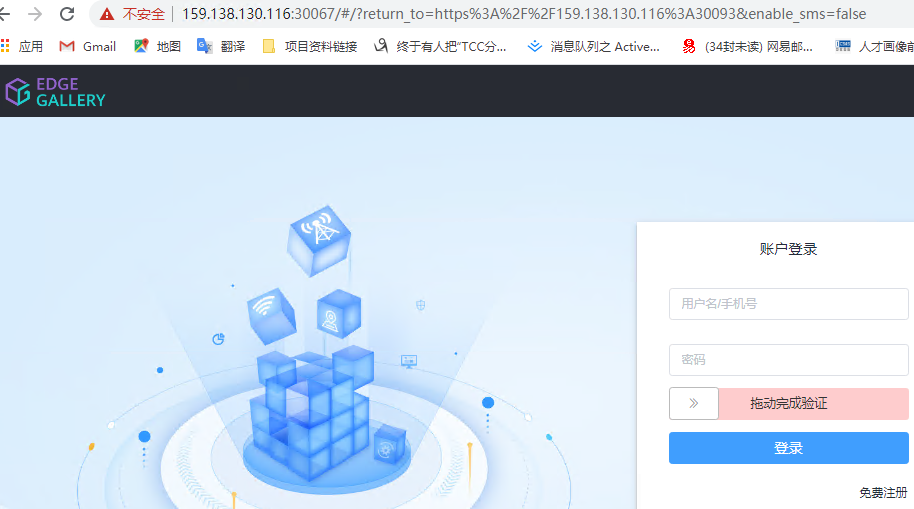 不安全 159.138.130.116:30067/#/?return_to=https%3A%2F%2F159.138.130.116%3A30093&enable_sms=false
应用 Gmail 地图 翻译 项目资料链接 终于有人把“TCC分... 消息队列之 Active... (34封未读) 网易邮... 人才画像前
EDGE
GALLERY
账户登录
用户名/手机号
密码
拖动完成验证
登录
免费注册